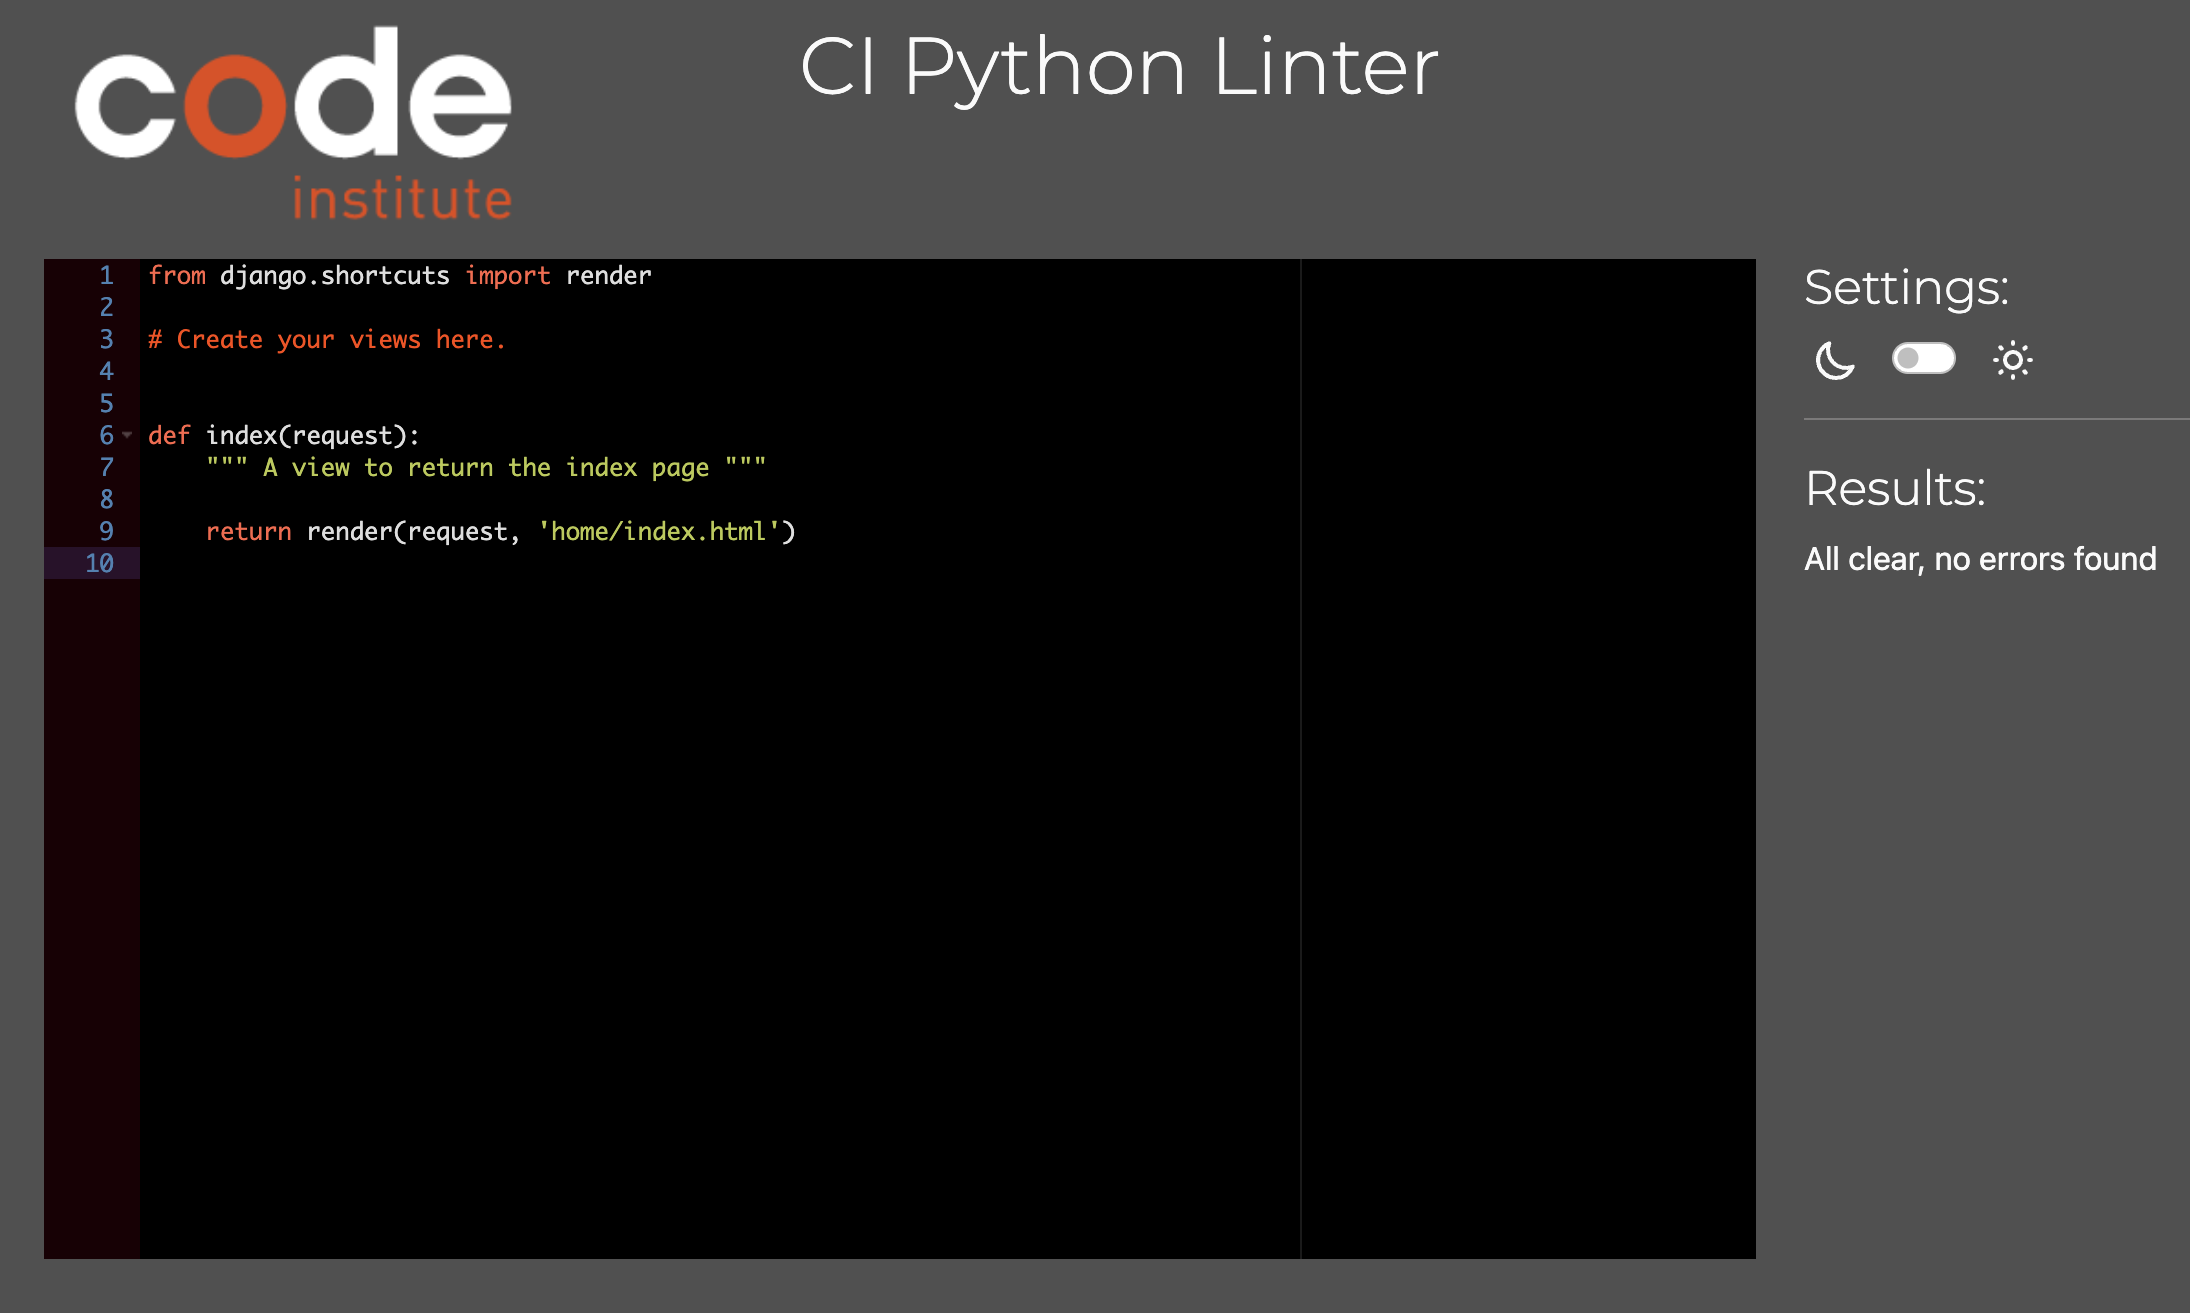 code
institute
CI Python Linter
1 from django.shortcuts import render
2
3 # Create your views here.
4
5
6 def index(request):
7     """ A view to return the index page """
8
9     return render(request, 'home/index.html')
10
Settings:
Results:
All clear, no errors found